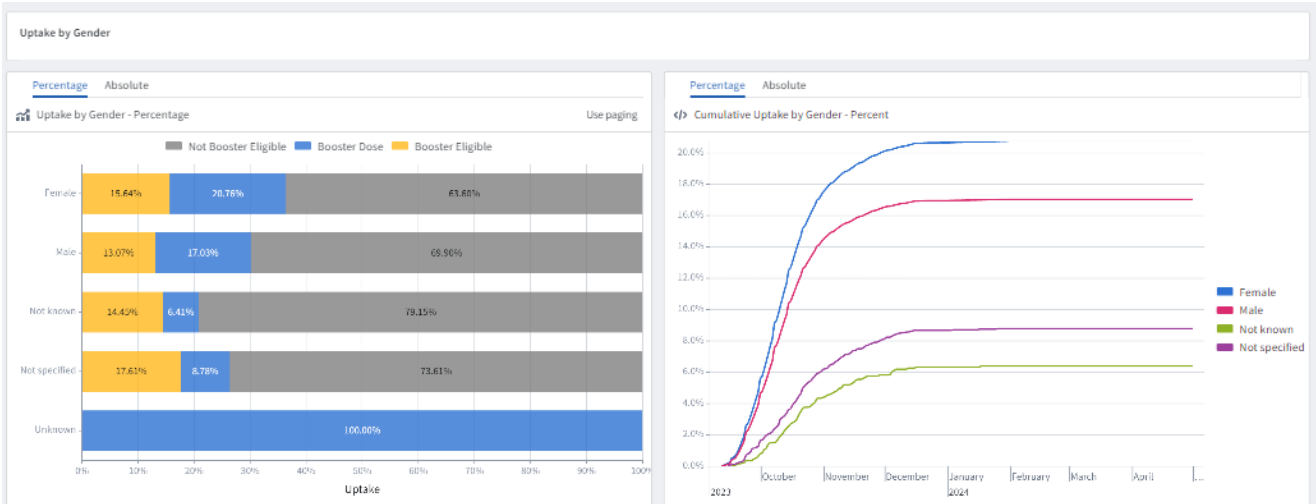 Uptake by Gender
Percentage Absolute
Uptake by Gender - Percentage Use paging
Not Booster Eligible Booster Dose Booster Eligible
Female 15.64% 20.76% 63.60%
Male 13.07% 17.03% 69.90%
Not known 14.45% 6.41% 79.15%
Not specified 17.61% 8.78% 73.61%
Unknown 100.00%
0% 10% 20% 30% 40% 50% 60% 70% 80% 90% 100%
Uptake
Percentage Absolute
</> Cumulative Uptake by Gender - Percent
20.0%
18.0%
16.0%
14.0%
12.0%
10.0%
8.0%
6.0%
4.0%
2.0%
0.0%
October November December January February March April ...
2023 2024
Female
Male
Not known
Not specified